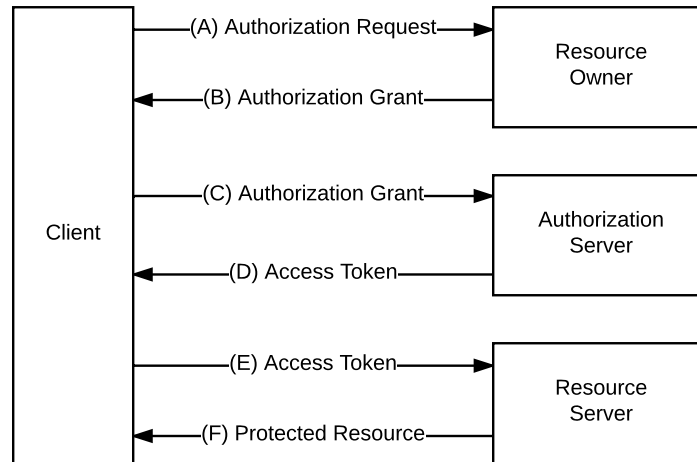 (A) Authorization Request
Resource
Owner
(B) Authorization Grant
(C) Authorization Grant
Client
Authorization
Server
(D) Access Token
(E) Access Token
Resource
Server
(F) Protected Resource